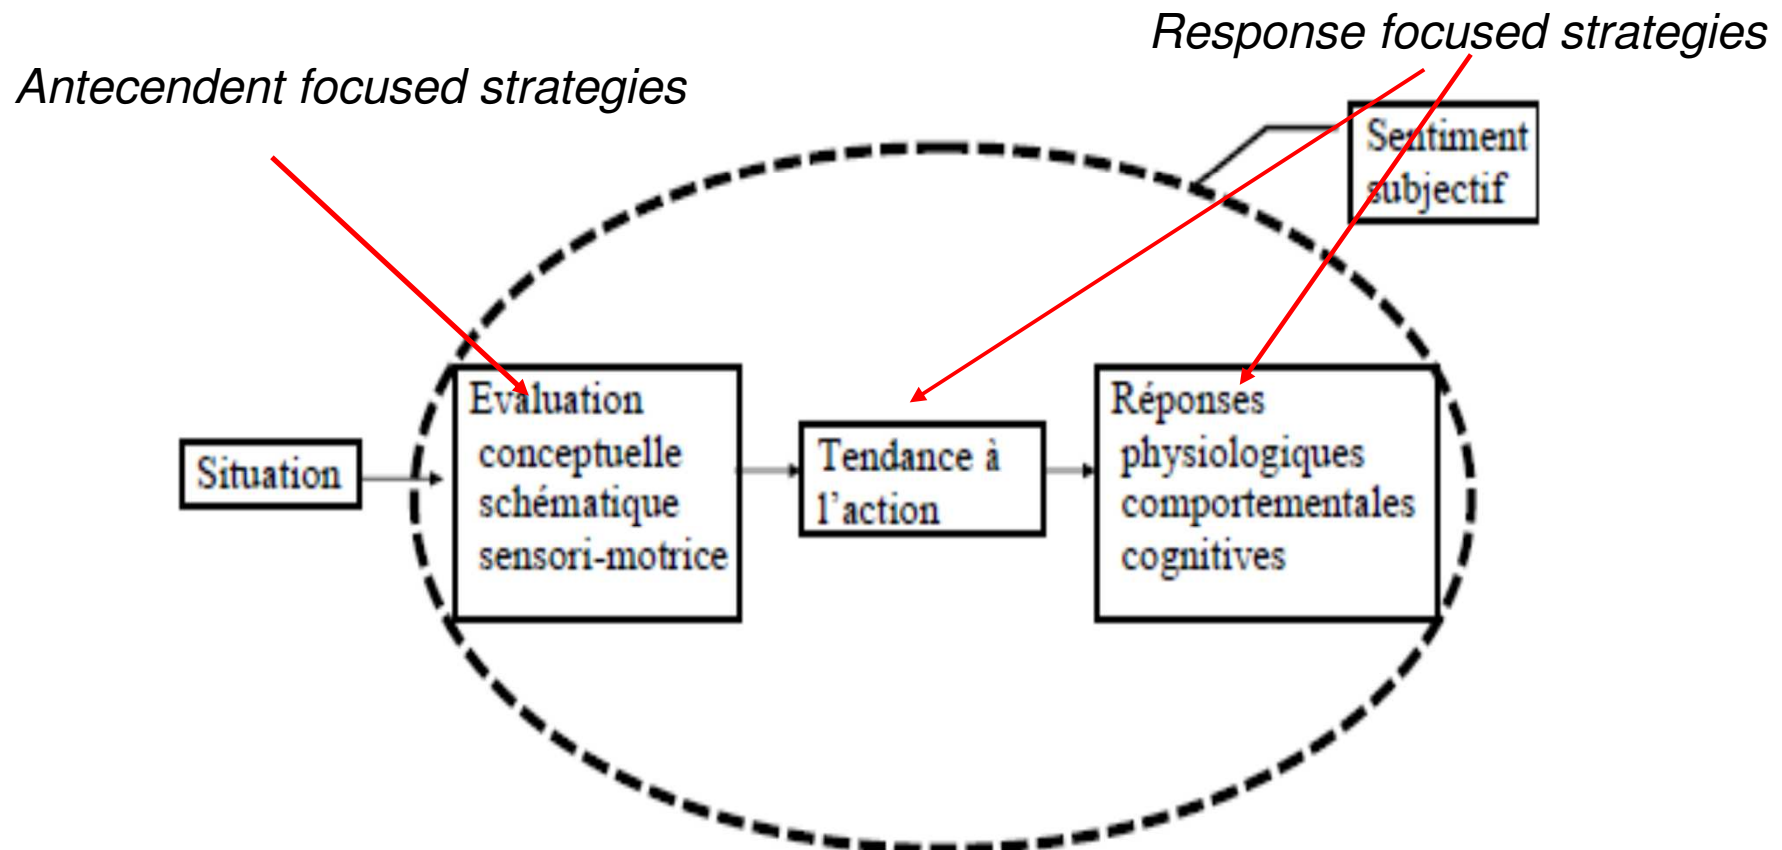 Response focused strategies
Antecendent focused strategies
Sentiment
subjectif
Situation
Evaluation
conceptuelle
schématique
sensori-motrice
Tendance à
l’action
Réponses
physiologiques
comportementales
cognitives